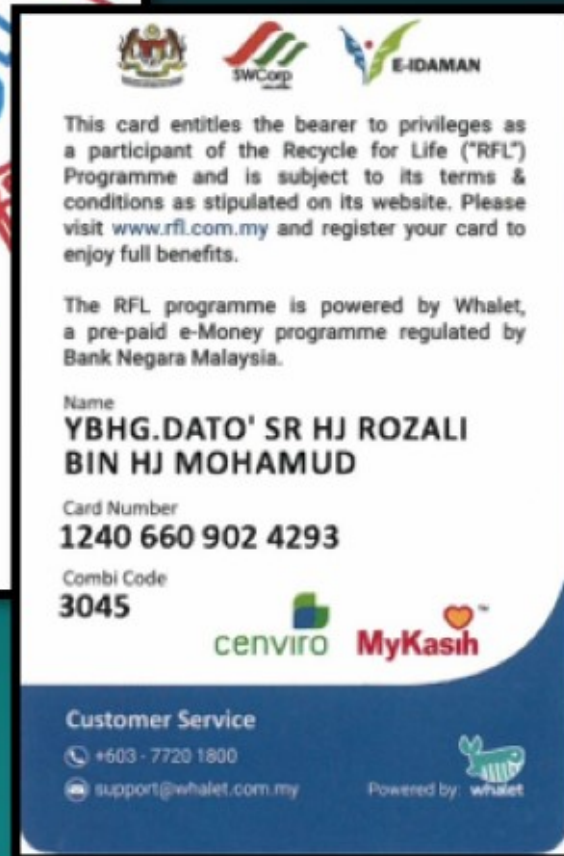 SWCorp
E-IDAMAN
This card entitles the bearer to privileges as
a participant of the Recycle for Life ("RFL")
Programme and is subject to its terms &
conditions as stipulated on its website. Please
visit www.rfl.com.my and register your card to
enjoy full benefits.
The RFL programme is powered by Whalet,
a pre-paid e-Money programme regulated by
Bank Negara Malaysia.
Name
YBHG.DATO' SR HJ ROZALI
BIN HJ MOHAMUD
Card Number
1240 660 902 4293
Combi Code
3045
cenviro MyKasih™
Customer Service
+603 - 7720 1800
support@whalet.com.my
Powered by: whalet